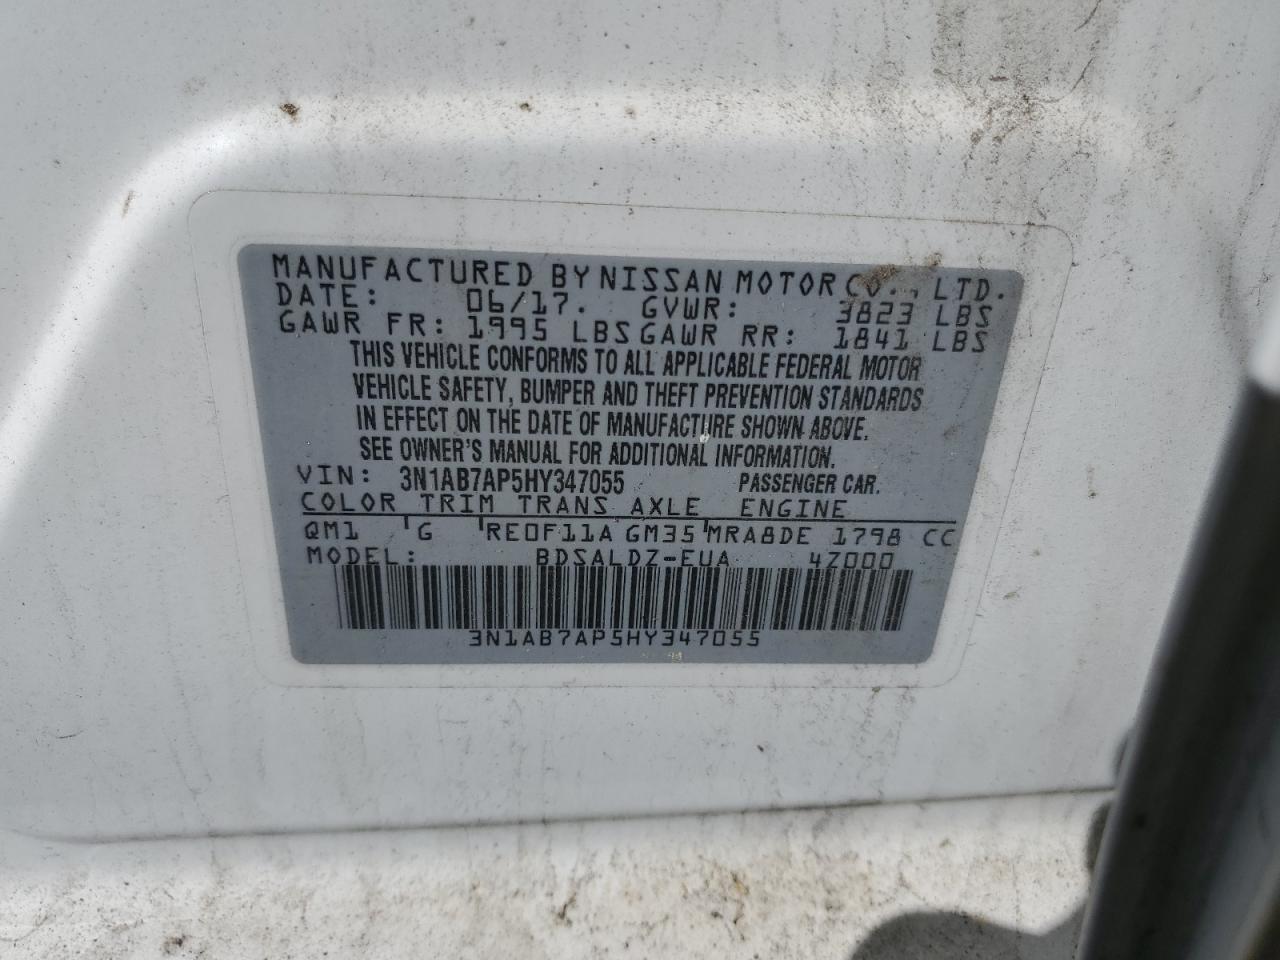 MANUFACTURED BY NISSAN MOTOR CO., LTD.
DATE: 06/17. GVWR: 3823 LBS
GAWR FR: 1995 LBS GAWR RR: 1841 LBS
THIS VEHICLE CONFORMS TO ALL APPLICABLE FEDERAL MOTOR
VEHICLE SAFETY, BUMPER AND THEFT PREVENTION STANDARDS
IN EFFECT ON THE DATE OF MANUFACTURE SHOWN ABOVE.
SEE OWNER'S MANUAL FOR ADDITIONAL INFORMATION.
VIN: 3N1AB7AP5HY347055 PASSENGER CAR.
COLOR TRIM TRANS AXLE ENGINE
QM1 G RE0F11A GM35 MRA8DE 1798 CC
MODEL: BDSALDZ-EUA 4Z000
3N1AB7AP5HY347055